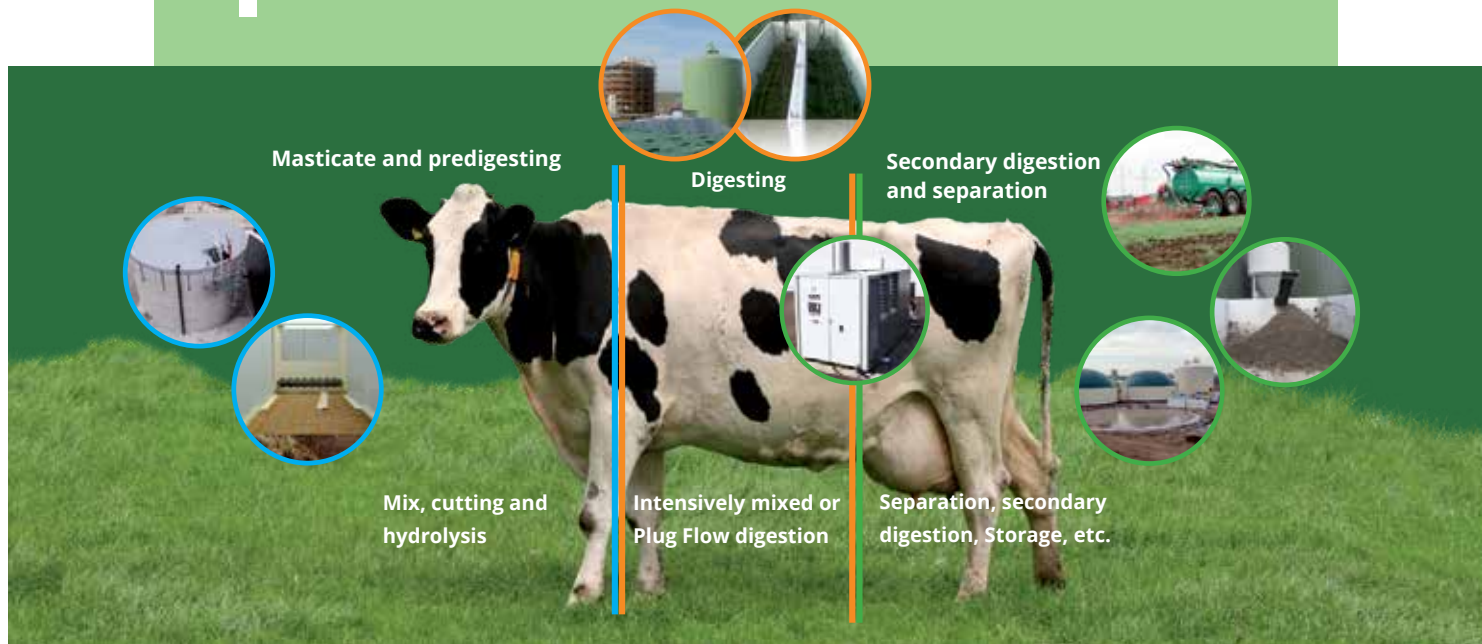 Masticate and predigesting
Digesting
Secondary digestion
and separation
Mix, cutting and
hydrolysis
Intensively mixed or
Plug Flow digestion
Separation, secondary
digestion, Storage, etc.